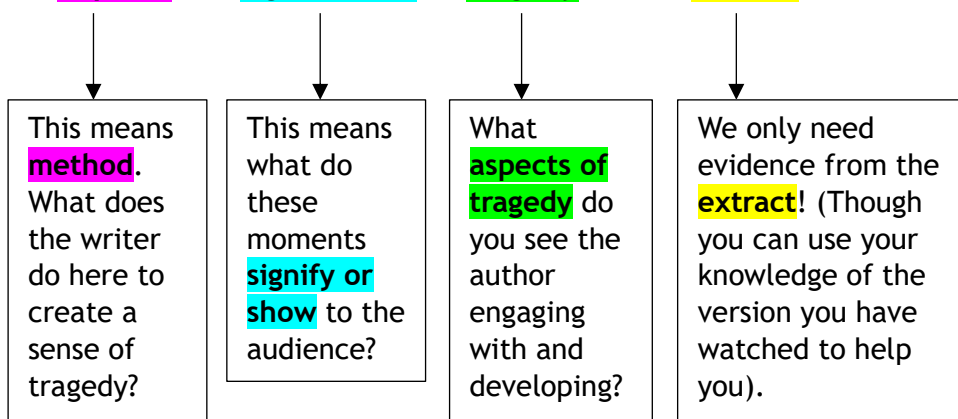 This means
method.
What does
the writer
do here to
create a
sense of
tragedy?
This means
what do
these
moments
signify or
show to the
audience?
What
aspects of
tragedy do
you see the
author
engaging
with and
developing?
We only need
evidence from the
extract! (Though
you can use your
knowledge of the
version you have
watched to help
you).